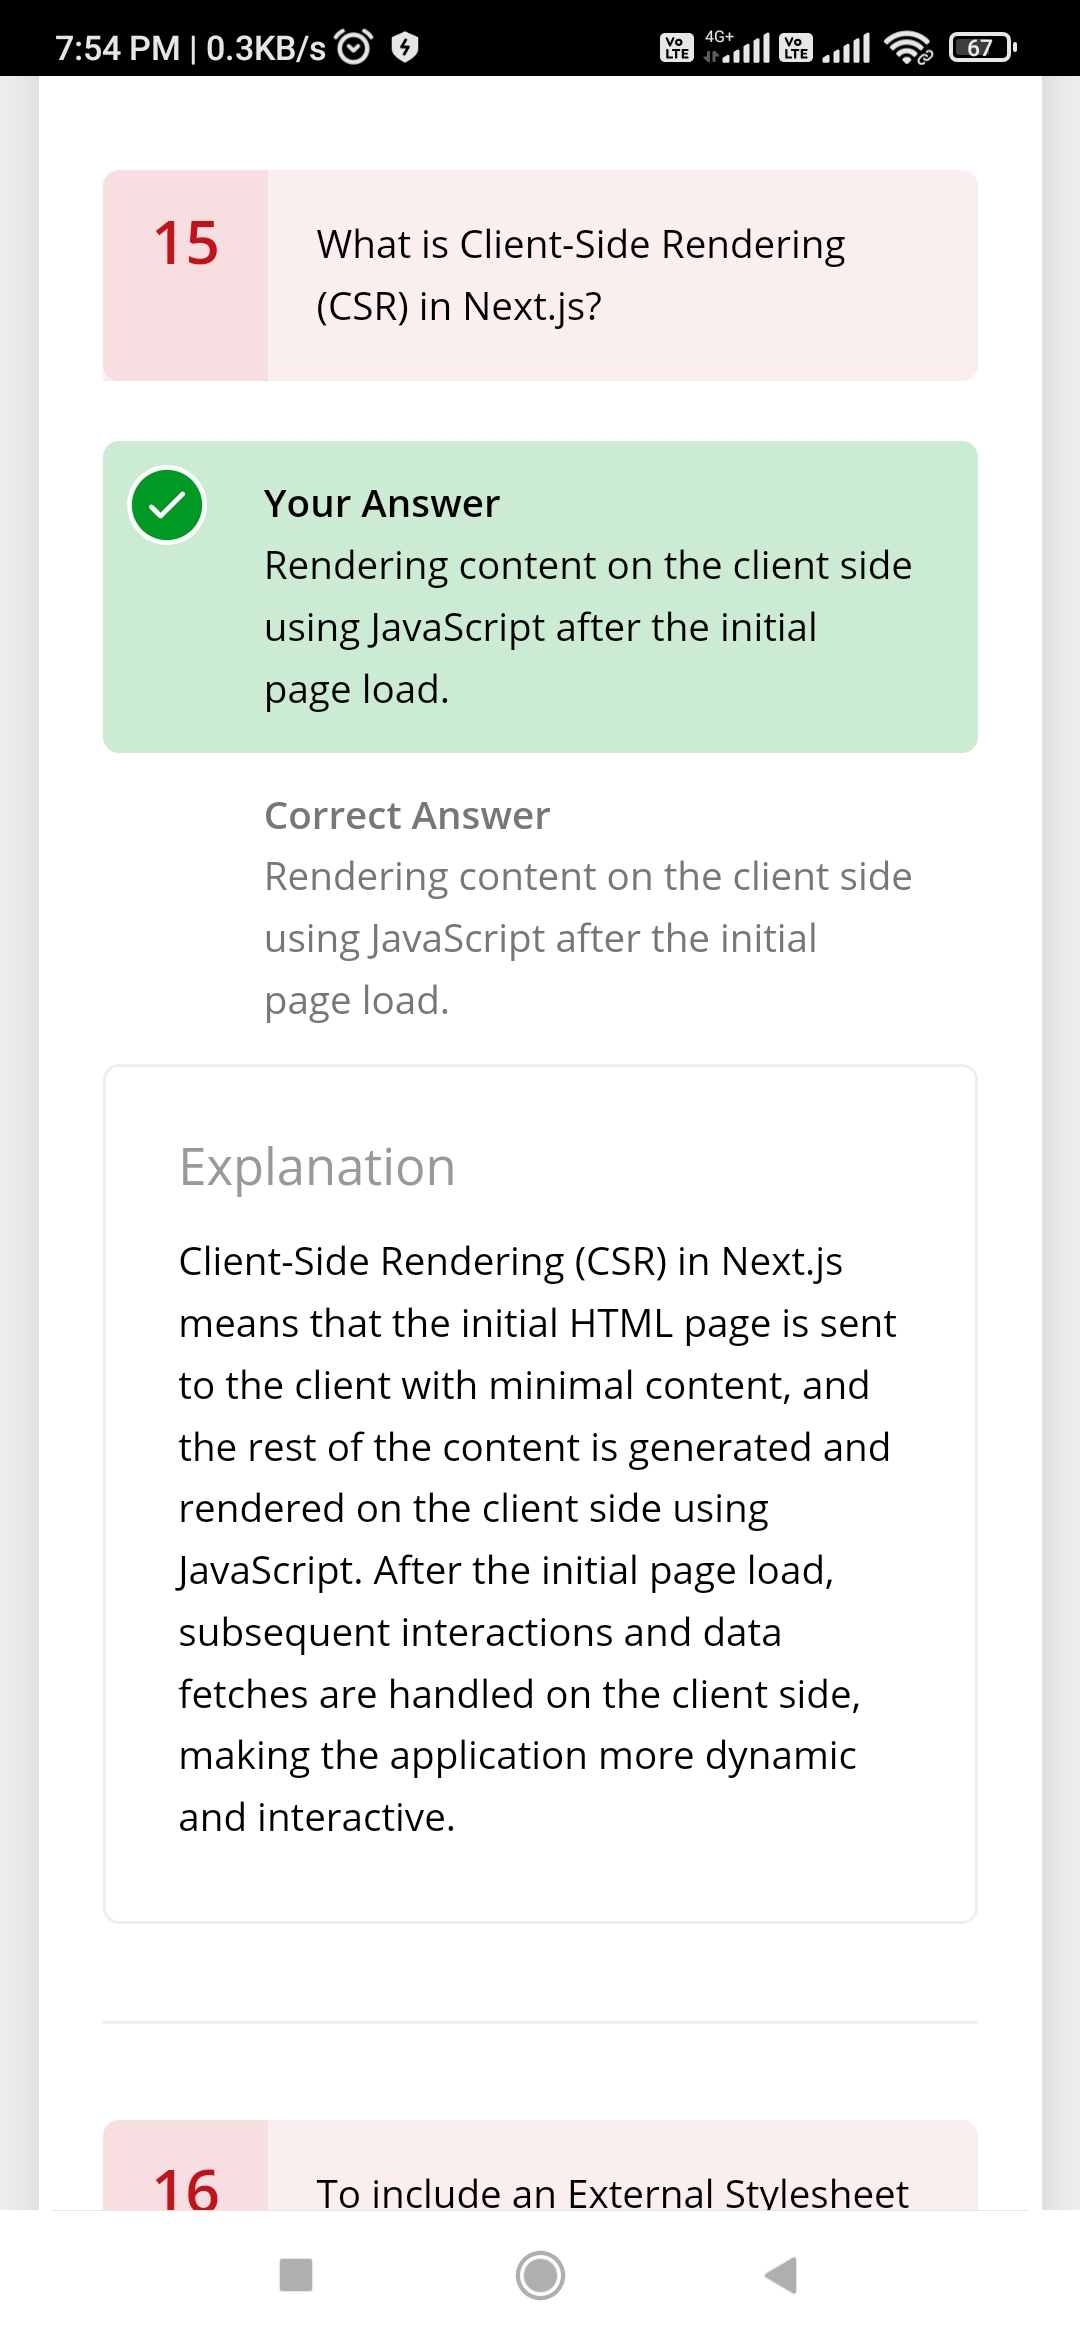 7:54 PM | 0.3KB/s Vo LTE 4G+ Vo LTE 67
15
What is Client-Side Rendering
(CSR) in Next.js?
Your Answer
Rendering content on the client side
using JavaScript after the initial
page load.
Correct Answer
Rendering content on the client side
using JavaScript after the initial
page load.
Explanation
Client-Side Rendering (CSR) in Next.js
means that the initial HTML page is sent
to the client with minimal content, and
the rest of the content is generated and
rendered on the client side using
JavaScript. After the initial page load,
subsequent interactions and data
fetches are handled on the client side,
making the application more dynamic
and interactive.
16
To include an External Stylesheet